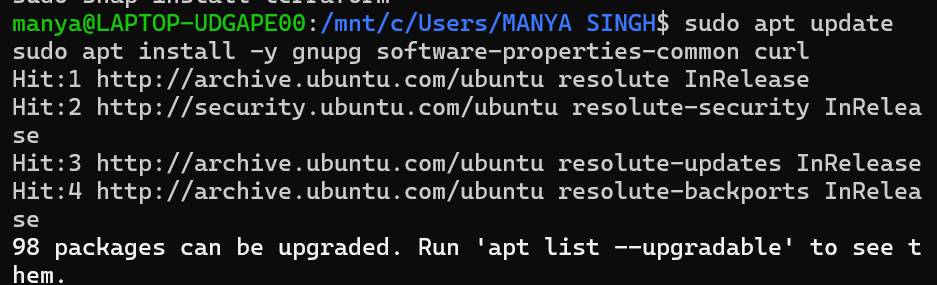 sudo snap install terraform
manya@LAPTOP-UDGAPE00:/mnt/c/Users/MANYA SINGH$ sudo apt update
sudo apt install -y gnupg software-properties-common curl
Hit:1 http://archive.ubuntu.com/ubuntu resolute InRelease
Hit:2 http://security.ubuntu.com/ubuntu resolute-security InRelea
se
Hit:3 http://archive.ubuntu.com/ubuntu resolute-updates InRelease
Hit:4 http://archive.ubuntu.com/ubuntu resolute-backports InRelea
se
98 packages can be upgraded. Run 'apt list --upgradable' to see t
hem.